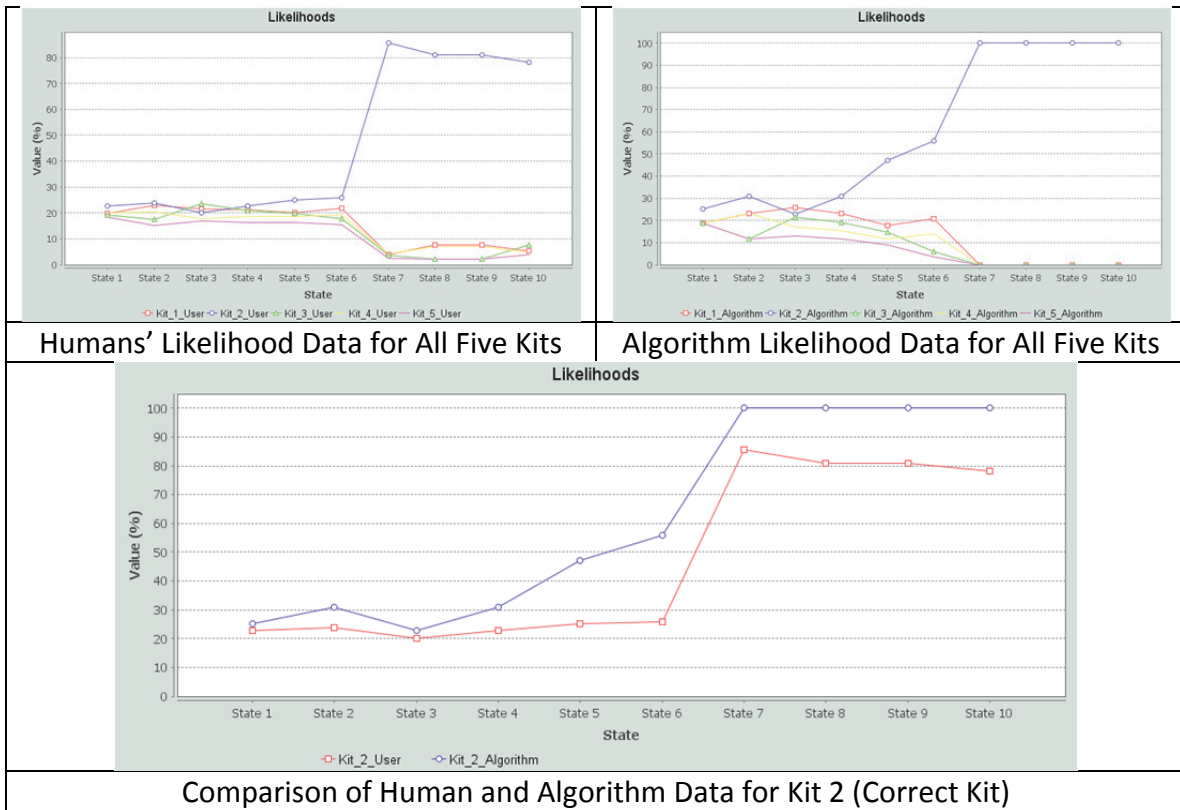 Likelihoods
80
70
60
50
40
30
20
10
0
Value (%)
State 1 State 2 State 3 State 4 State 5 State 6 State 7 State 8 State 9 State 10
State
Kit_1_User Kit_2_User Kit_3_User Kit_4_User Kit_5_User
Humans’ Likelihood Data for All Five Kits
Likelihoods
100
90
80
70
60
50
40
30
20
10
0
Value (%)
State 1 State 2 State 3 State 4 State 5 State 6 State 7 State 8 State 9 State 10
State
Kit_1_Algorithm Kit_2_Algorithm Kit_3_Algorithm Kit_4_Algorithm Kit_5_Algorithm
Algorithm Likelihood Data for All Five Kits
Likelihoods
100
90
80
70
60
50
40
30
20
10
0
Value (%)
State 1 State 2 State 3 State 4 State 5 State 6 State 7 State 8 State 9 State 10
State
Kit_2_User Kit_2_Algorithm
Comparison of Human and Algorithm Data for Kit 2 (Correct Kit)